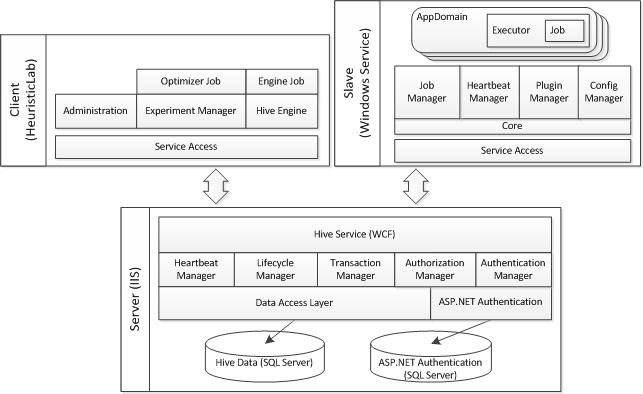 Client
(HeuristicLab)
Optimizer Job
Engine Job
Administration
Experiment Manager
Hive Engine
Service Access
Slave
(Windows Service)
AppDomain
Executor
Job
Job
Manager
Heartbeat
Manager
Plugin
Manager
Config
Manager
Core
Service Access
Server (IIS)
Hive Service (WCF)
Heartbeat
Manager
Lifecycle
Manager
Transaction
Manager
Authorization
Manager
Authentication
Manager
Data Access Layer
ASP.NET Authentication
Hive Data (SQL Server)
ASP.NET Authentication
(SQL Server)